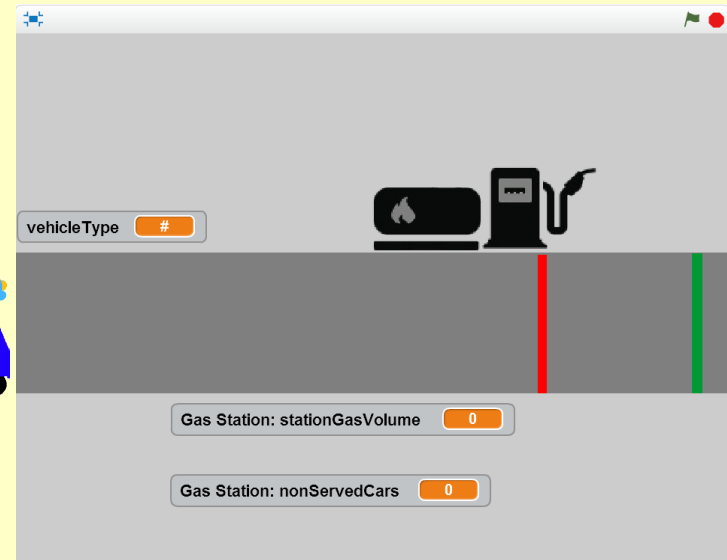 vehicleType #
Gas Station: stationGasVolume 0
Gas Station: nonServedCars 0